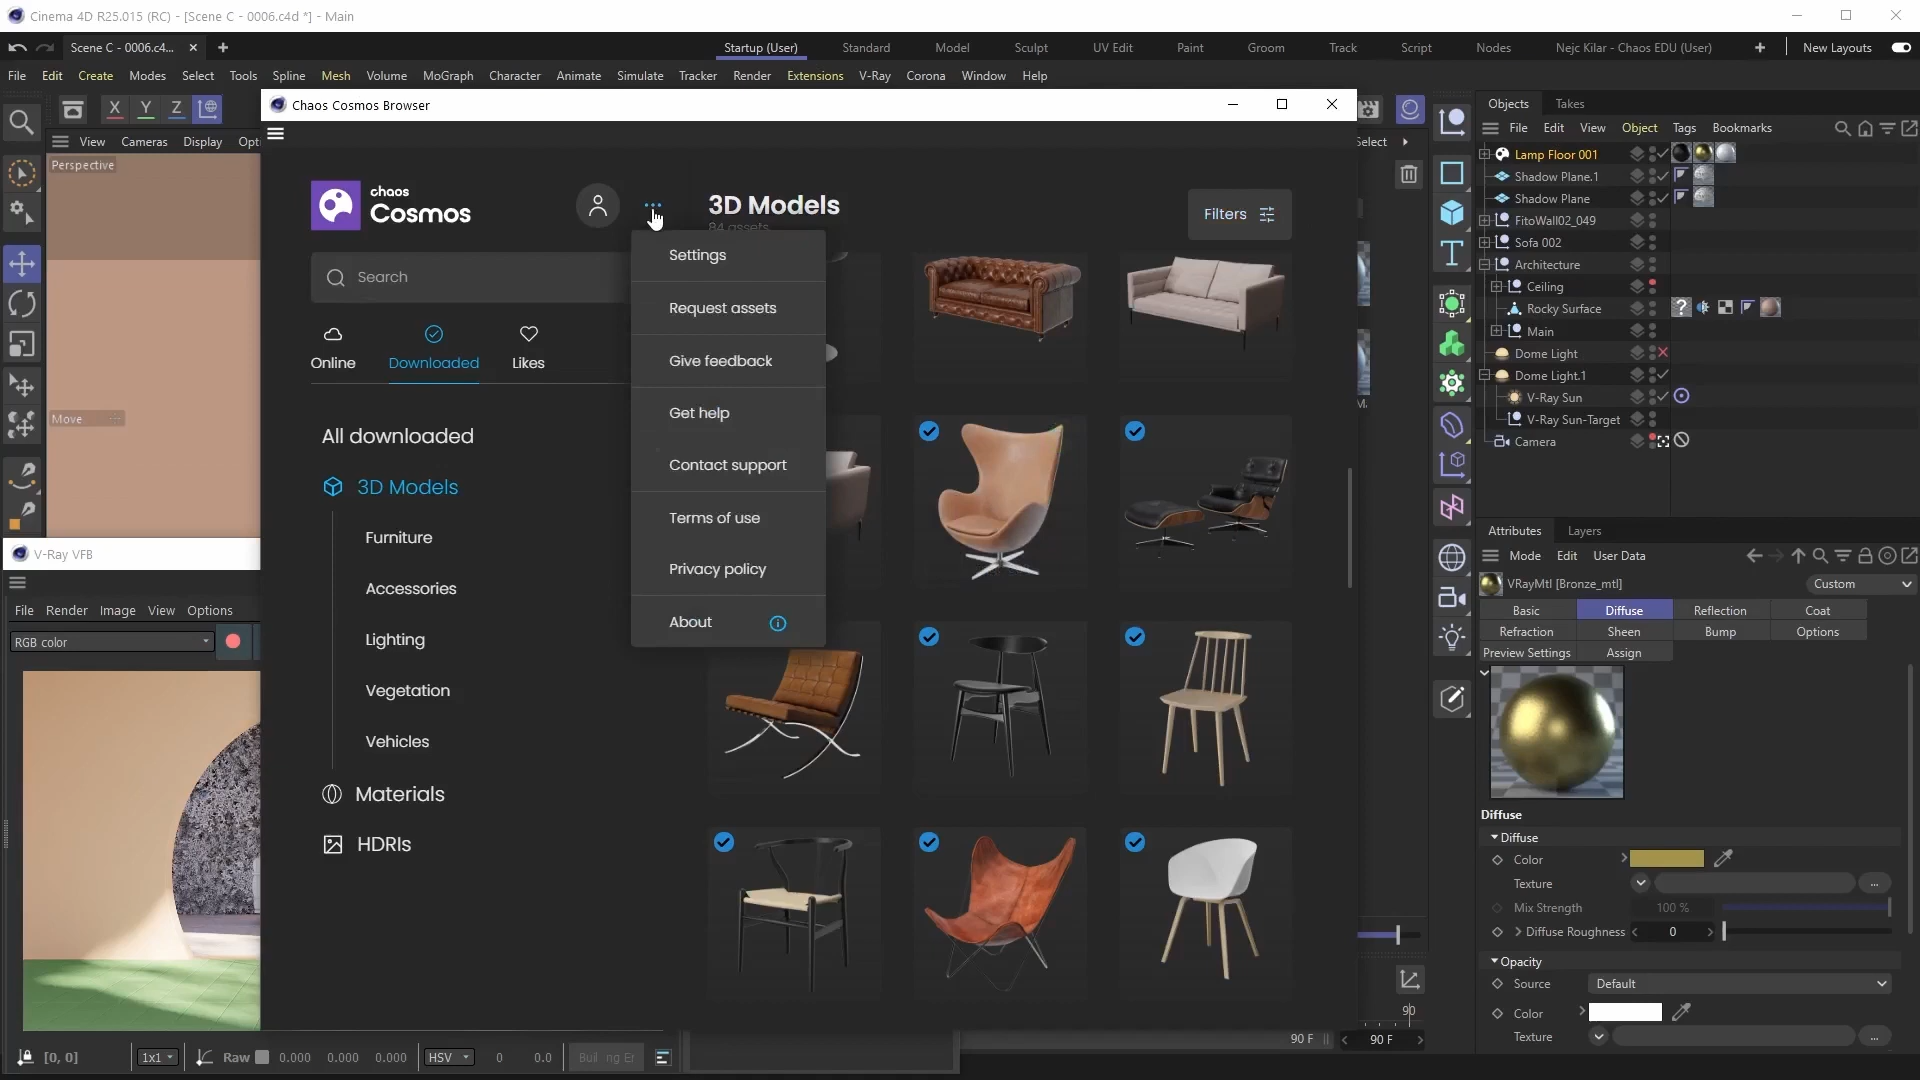 Cinema 4D R25.015 (RC) - [Scene C - 0006.c4d *] - Main
Scene C - 0006.c4...
Startup (User) Standard Model Sculpt UV Edit Paint Groom Track Script Nodes Nejc Kilar - Chaos EDU (User) New Layouts
File Edit Create Modes Select Tools Spline Mesh Volume MoGraph Character Animate Simulate Tracker Render Extensions V-Ray Corona Window Help
X Y Z
Chaos Cosmos Browser
View Cameras Display Opti
Perspective
Move
chaos
Cosmos
3D Models
84 assets
Filters
Search
Online Downloaded Likes
All downloaded
3D Models
Furniture
Accessories
Lighting
Vegetation
Vehicles
Materials
HDRIs
Settings
Request assets
Give feedback
Get help
Contact support
Terms of use
Privacy policy
About
V-Ray VFB
File Render Image View Options
RGB color
[0, 0] 1x1 Raw 0.000 0.000 0.000 HSV 0 0.0
90
90 F 90 F
Select
Objects Takes
File Edit View Object Tags Bookmarks
Lamp Floor 001
Shadow Plane.1
Shadow Plane
FitoWall02_049
Sofa 002
Architecture
Ceiling
Rocky Surface
Main
Dome Light
Dome Light.1
V-Ray Sun
V-Ray Sun-Target
Camera
Attributes Layers
Mode Edit User Data
VRayMtl [Bronze_mtl] Custom
Basic Diffuse Reflection Coat
Refraction Sheen Bump Options
Preview Settings Assign
Diffuse
Diffuse
Color
Texture ...
Mix Strength 100 %
Diffuse Roughness 0
Opacity
Source Default
Color
Texture ...